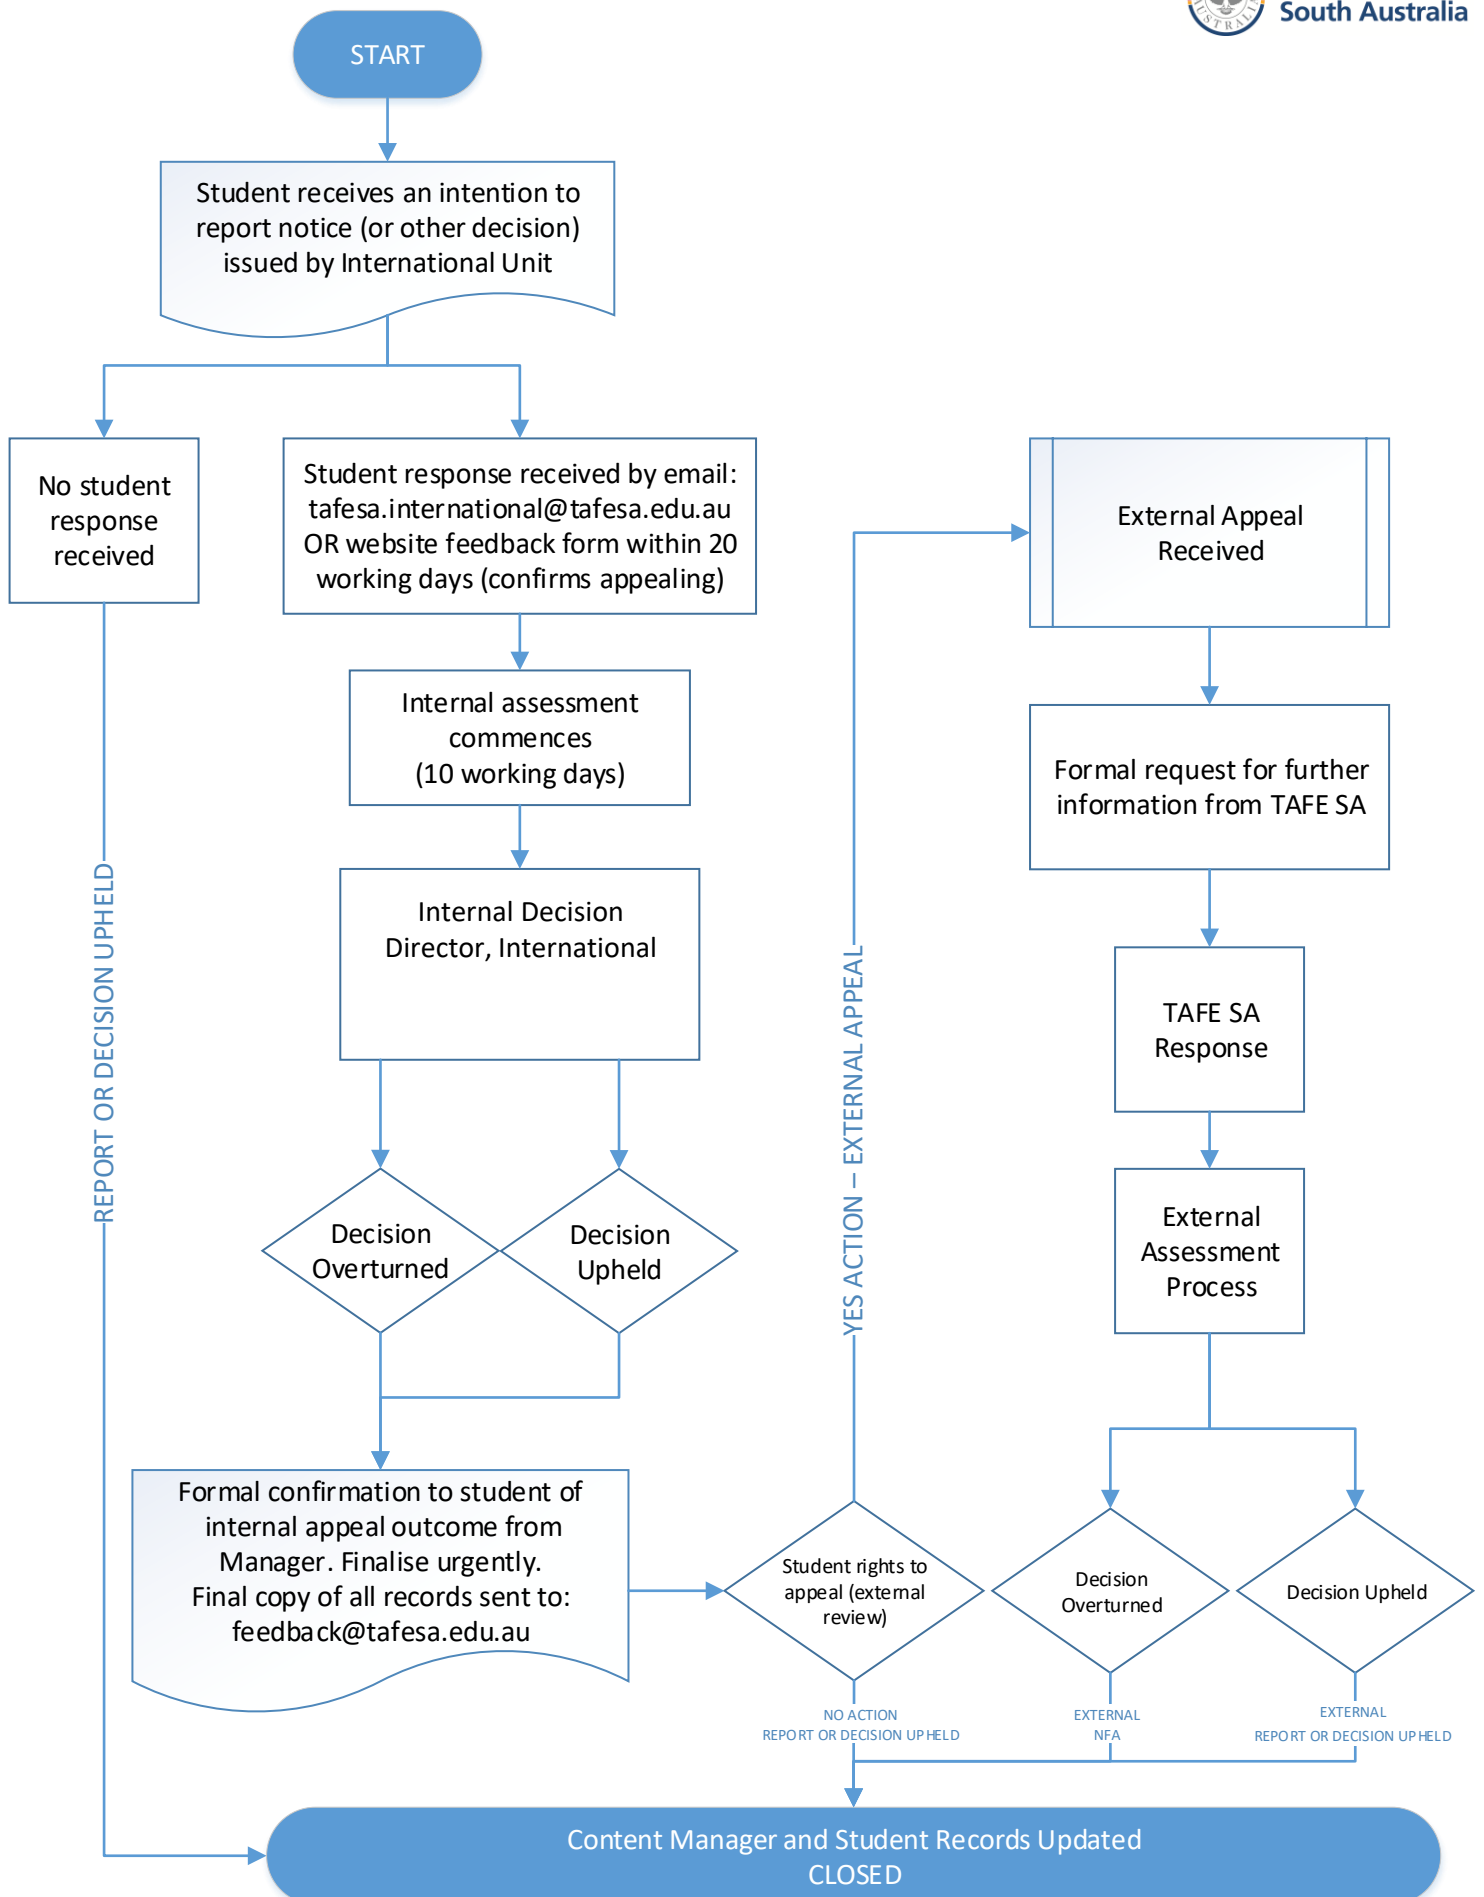 South Australia
AUSTRALIA
START
Student receives an intention to
report notice (or other decision)
issued by International Unit
No student
response
received
Student response received by email:
tafesa.international@tafesa.edu.au
OR website feedback form within 20
working days (confirms appealing)
Internal assessment
commences
(10 working days)
Internal Decision
Director, International
REPORT OR DECISION UPHELD
Decision
Overturned
Decision
Upheld
Formal confirmation to student of
internal appeal outcome from
Manager. Finalise urgently.
Final copy of all records sent to:
feedback@tafesa.edu.au
Student rights to
appeal (external
review)
YES ACTION – EXTERNAL APPEAL
NO ACTION
REPORT OR DECISION UPHELD
External Appeal
Received
Formal request for further
information from TAFE SA
TAFE SA
Response
External
Assessment
Process
Decision
Overturned
Decision Upheld
EXTERNAL
NFA
EXTERNAL
REPORT OR DECISION UPHELD
Content Manager and Student Records Updated
CLOSED